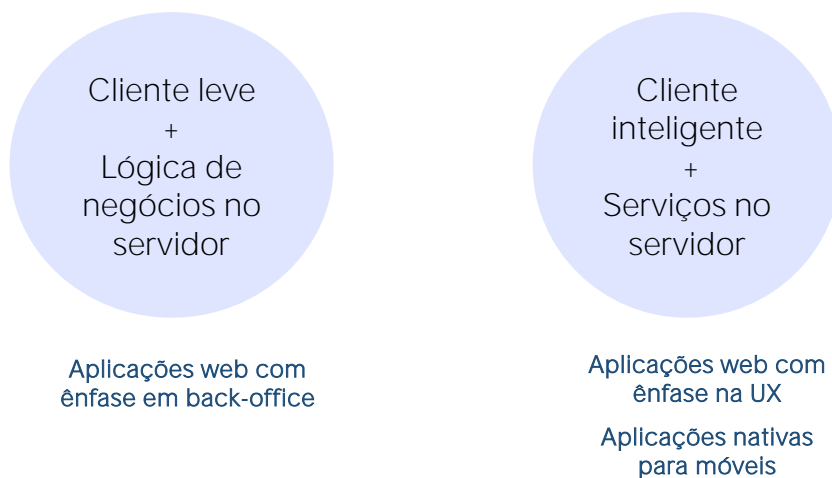 Cliente leve
+
Lógica de
negócios no
servidor
Aplicações web com
ênfase em back-office
Cliente
inteligente
+
Serviços no
servidor
Aplicações web com
ênfase na UX
Aplicações nativas
para móveis